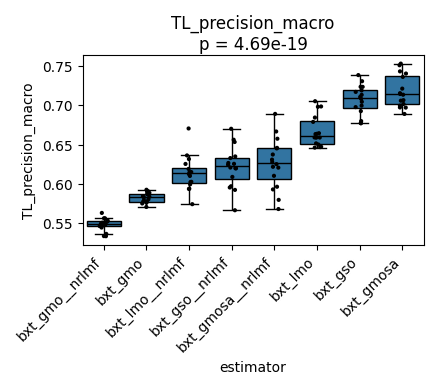 TL_precision_macro
p = 4.69e-19
TL_precision_macro
0.75
0.70
0.65
0.60
0.55
bxt_gmo__nrlmf
bxt_gmo
bxt_lmo__nrlmf
bxt_gso__nrlmf
bxt_gmosa__nrlmf
bxt_lmo
bxt_gso
bxt_gmosa
estimator